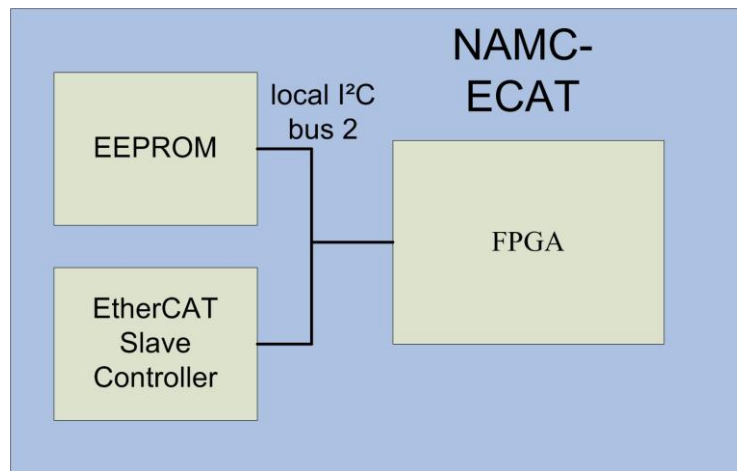 NAMC-
ECAT
local I²C
bus 2
EEPROM
FPGA
EtherCAT
Slave
Controller